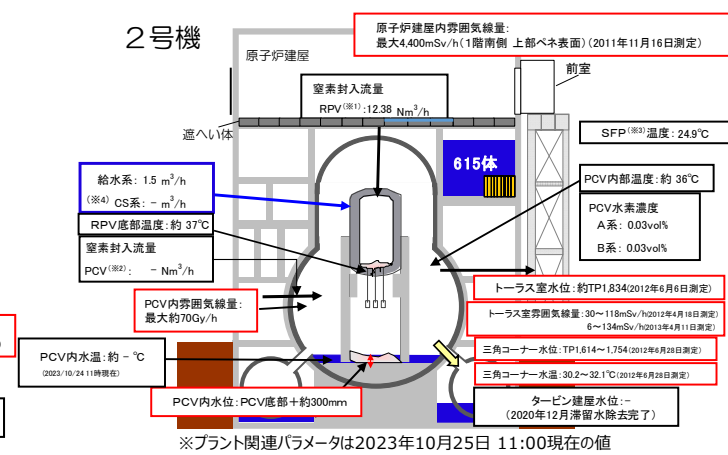 2号機
原子炉建屋内雰囲気線量:
最大4,400mSv/h(1階南側 上部ペネ表面)(2011年11月16日測定)
原子炉建屋
前室
窒素封入流量
RPV(※1):12.38 Nm³/h
遮へい体
SFP(※3)温度: 24.9℃
615体
給水系: 1.5 m³/h
(※4) CS系: - m³/h
PCV内部温度:約 36℃
PCV水素濃度
A系: 0.03vol%
B系: 0.03vol%
RPV底部温度:約 37℃
窒素封入流量
PCV(※2): - Nm³/h
トーラス室水位:約TP1,834(2012年6月6日測定)
PCV内雰囲気線量:
最大約70Gy/h
トーラス室雰囲気線量:30~118mSv/h(2012年4月18日測定)
6~134mSv/h(2013年4月11日測定)
三角コーナー水位:TP1,614~1,754(2012年6月28日測定)
PCV内水温:約 - ℃
(2023/10/24 11時現在)
三角コーナー水温:30.2~32.1℃(2012年6月28日測定)
PCV内水位:PCV底部+約300mm
タービン建屋水位:-
(2020年12月滞留水除去完了)
※プラント関連パラメータは2023年10月25日 11:00現在の値